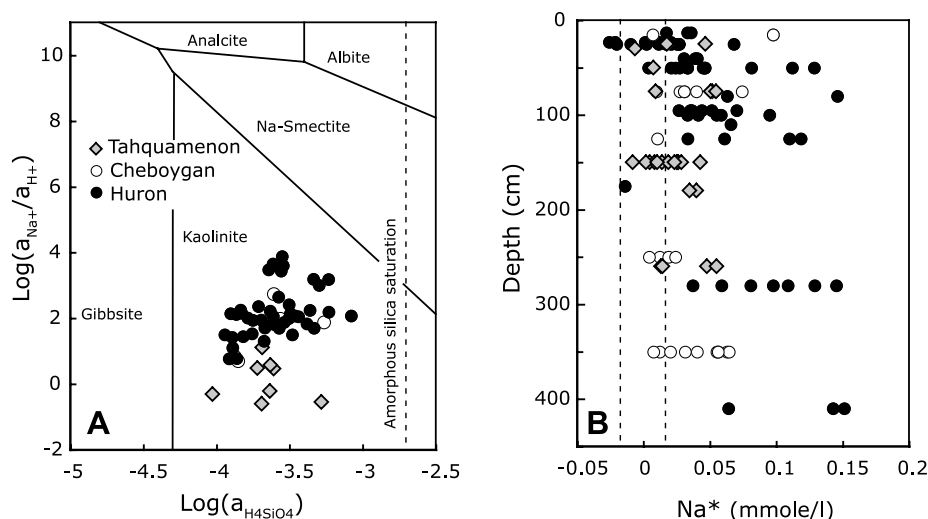 10
8
6
4
2
0
-2
Log(aNa+/aH+)
Analcite
Albite
Na-Smectite
Tahquamenon
Cheboygan
Huron
Kaolinite
Gibbsite
Amorphous silica saturation
A
-5 -4.5 -4 -3.5 -3 -2.5
Log(aH4SiO4)
0
100
200
300
400
Depth (cm)
B
-0.05 0 0.05 0.1 0.15 0.2
Na* (mmole/l)